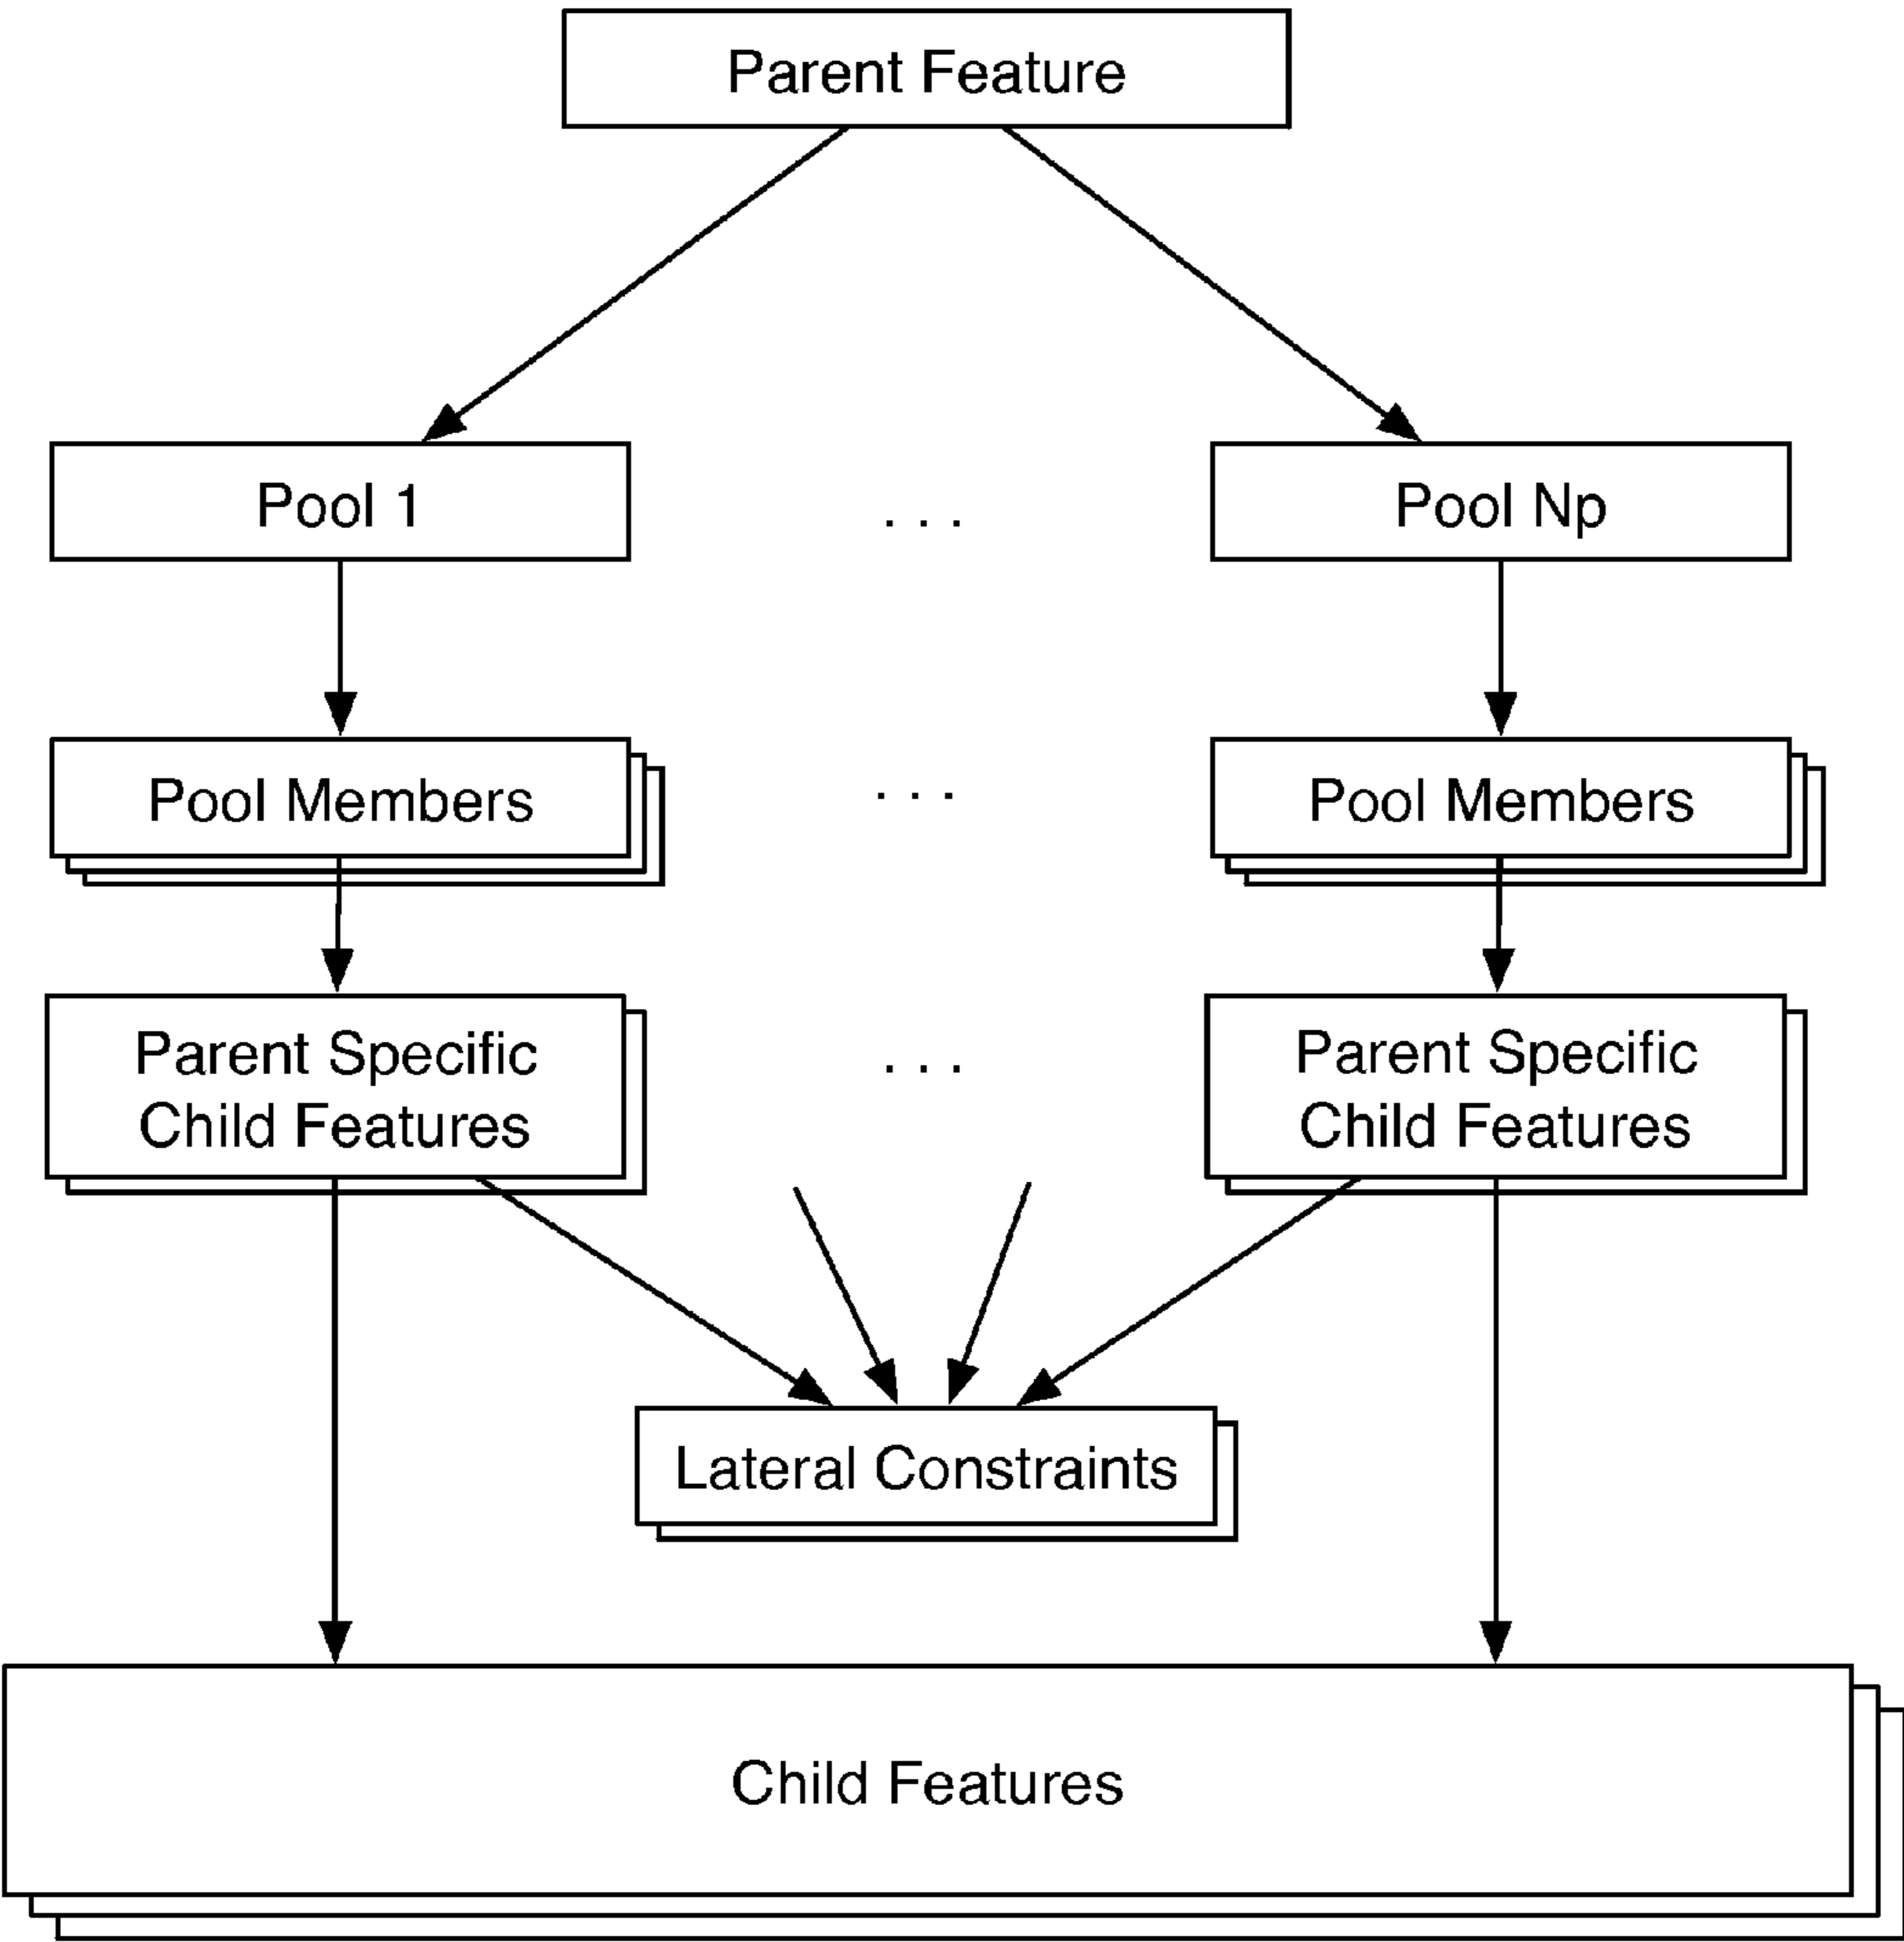 Parent Feature
Pool 1
. . .
Pool Np
Pool Members
. . .
Pool Members
Parent Specific
Child Features
. . .
Parent Specific
Child Features
Lateral Constraints
Child Features